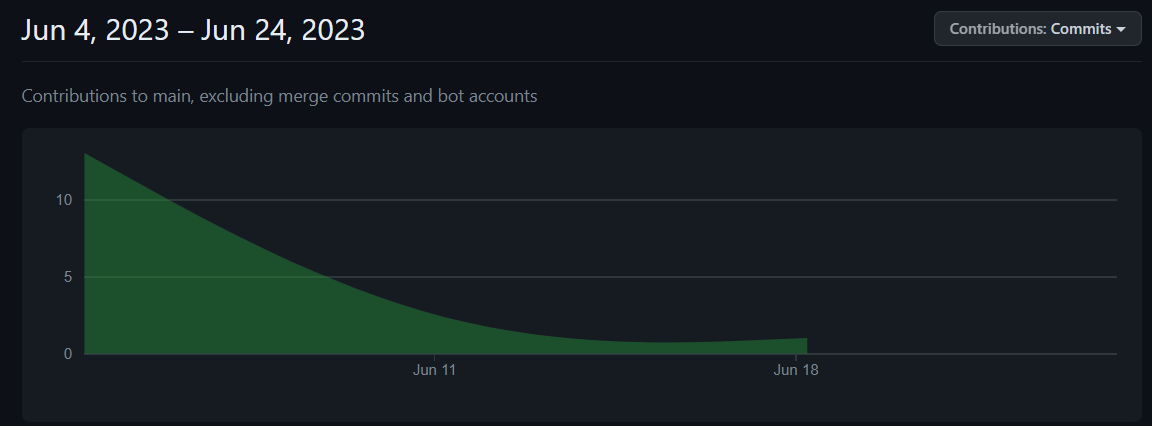 Jun 4, 2023 – Jun 24, 2023
Contributions: Commits
Contributions to main, excluding merge commits and bot accounts
10
5
0
Jun 11
Jun 18